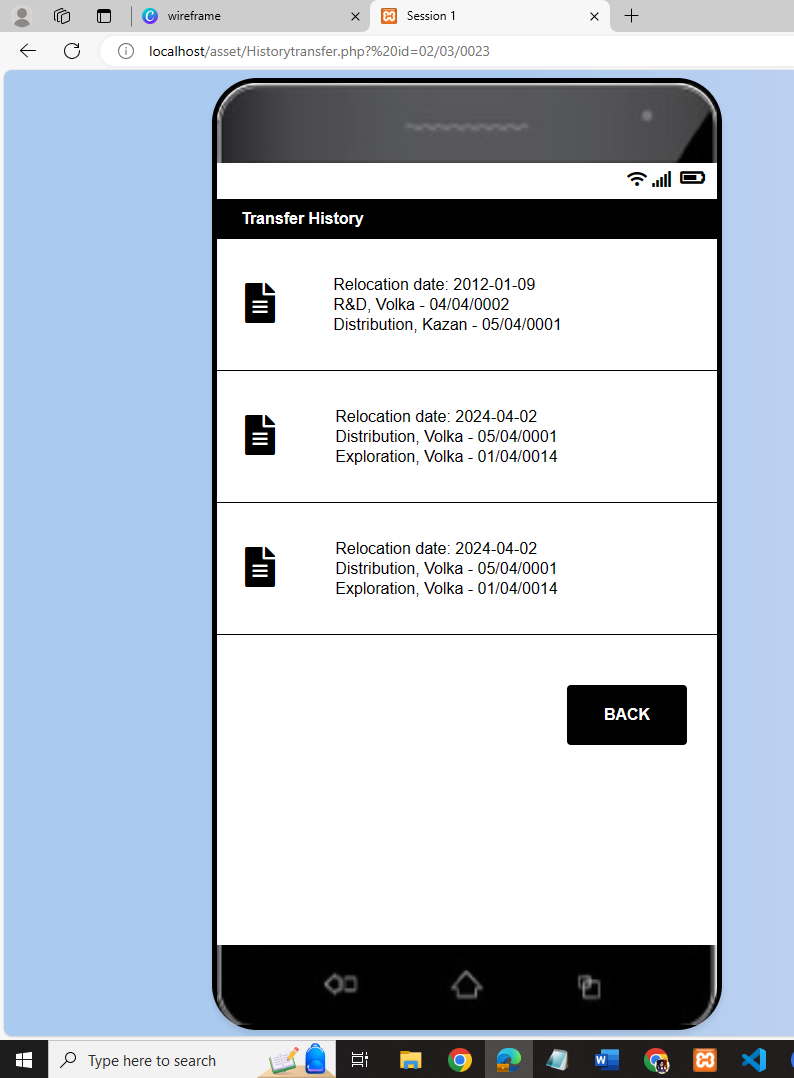 wireframe
Session 1
localhost/asset/Historytransfer.php?%20id=02/03/0023
Transfer History
Relocation date: 2012-01-09
R&D, Volka - 04/04/0002
Distribution, Kazan - 05/04/0001
Relocation date: 2024-04-02
Distribution, Volka - 05/04/0001
Exploration, Volka - 01/04/0014
Relocation date: 2024-04-02
Distribution, Volka - 05/04/0001
Exploration, Volka - 01/04/0014
BACK
Type here to search